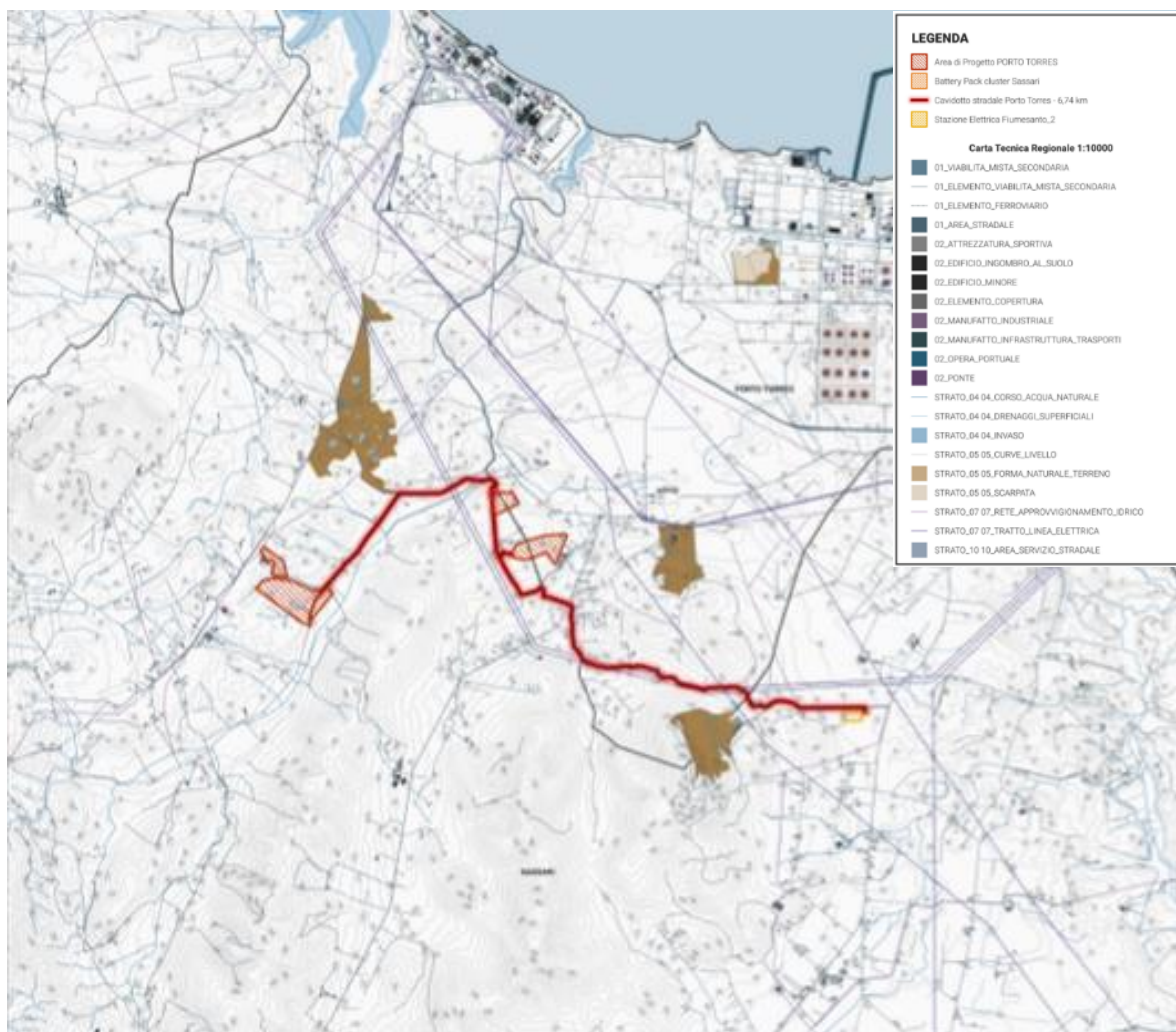 LEGENDA
Area di Progetto PORTO TORRES
Battery Pack cluster Sassari
Cavidotto stradale Porto Torres - 6,74 km
Stazione Elettrica Fiumesanto_2
Carta Tecnica Regionale 1:10000
01_VIABILITA_MISTA_SECONDARIA
01_ELEMENTO_VIABILITA_MISTA_SECONDARIA
01_ELEMENTO_FERROVIARIO
01_AREA_STRADALE
02_ATTREZZATURA_SPORTIVA
02_EDIFICIO_INGOMBRO_AL_SUOLO
02_EDIFICIO_MINORE
02_ELEMENTO_COPERTURA
02_MANUFATTO_INDUSTRIALE
02_MANUFATTO_INFRASTRUTTURA_TRASPORTI
02_OPERA_PORTUALE
02_PONTE
STRATO_04 04_CORSO_ACQUA_NATURALE
STRATO_04 04_DRENAGGI_SUPERFICIALI
STRATO_04 04_INVASO
STRATO_05 05_CURVE_LIVELLO
STRATO_05 05_FORMA_NATURALE_TERRENO
STRATO_05 05_SCARPATA
STRATO_07 07_RETE_APPROVVIGIONAMENTO_IDRICO
STRATO_07 07_TRATTO_LINEA_ELETTRICA
STRATO_10 10_AREA_SERVIZIO_STRADALE
PORTO TORRES
SASSARI